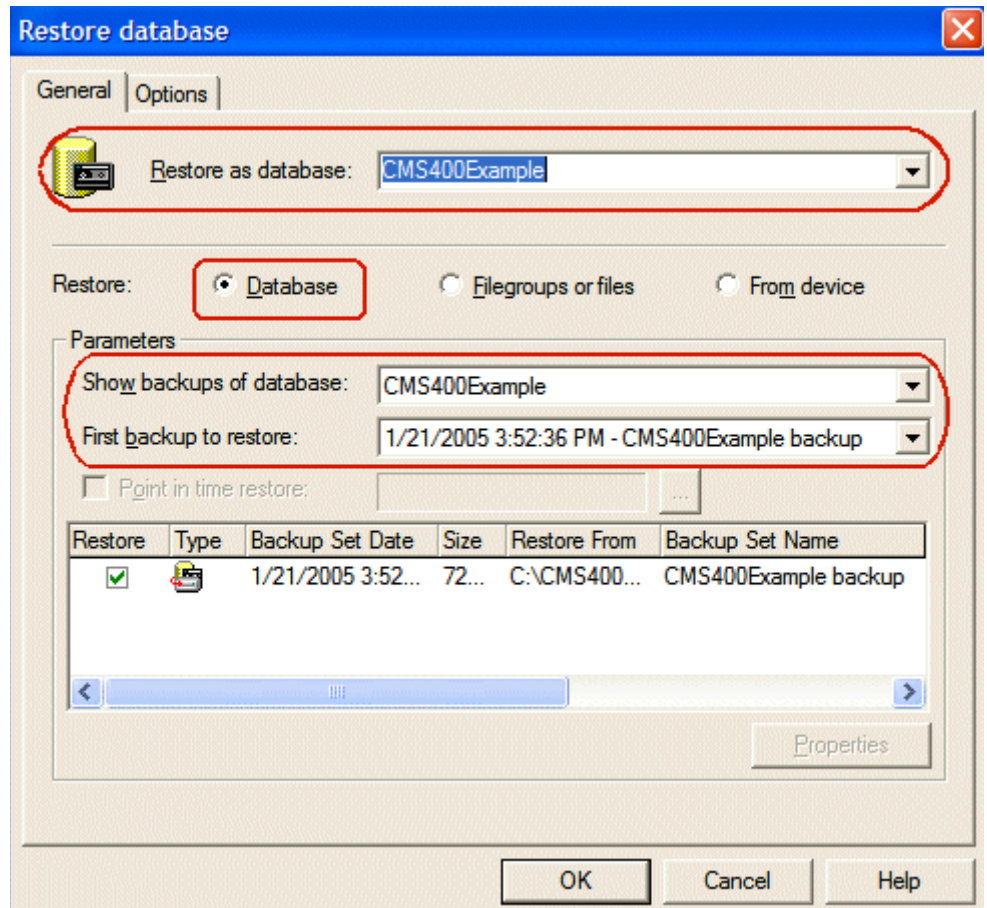 Restore database
General Options
Restore as database: CMS400Example
Restore: Database Filegroups or files From device
Parameters
Show backups of database: CMS400Example
First backup to restore: 1/21/2005 3:52:36 PM - CMS400Example backup
Point in time restore: ...
Restore Type Backup Set Date Size Restore From Backup Set Name
1/21/2005 3:52... 72... C:\CMS400... CMS400Example backup
Properties
OK Cancel Help